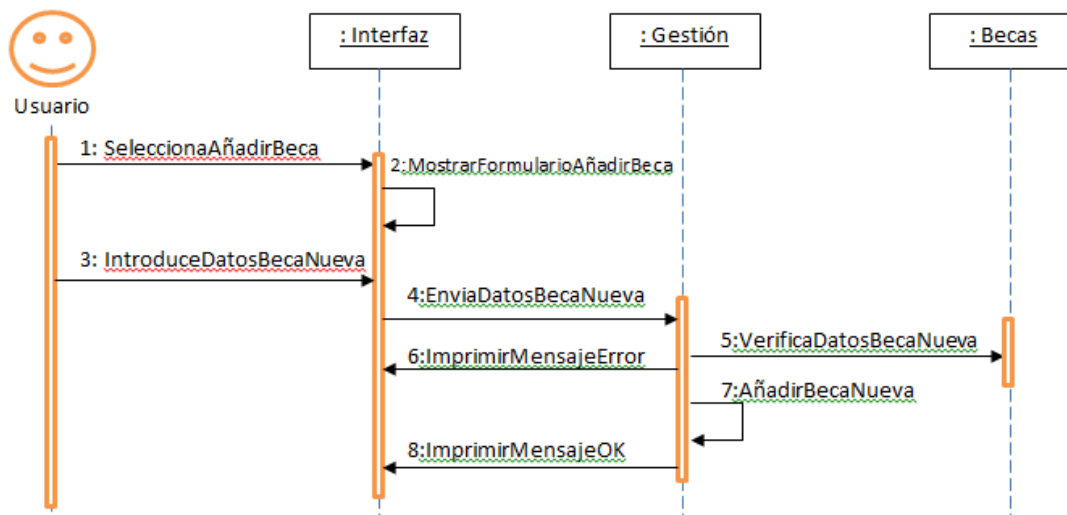 : Interfaz
: Gestión
: Becas
Usuario
1: SeleccionaAñadirBeca
2:MostrarFormularioAñadirBeca
3: IntroduceDatosBecaNueva
4:EnviaDatosBecaNueva
5:VerificaDatosBecaNueva
6:ImprimirMensajeError
7:AñadirBecaNueva
8:ImprimirMensajeOK